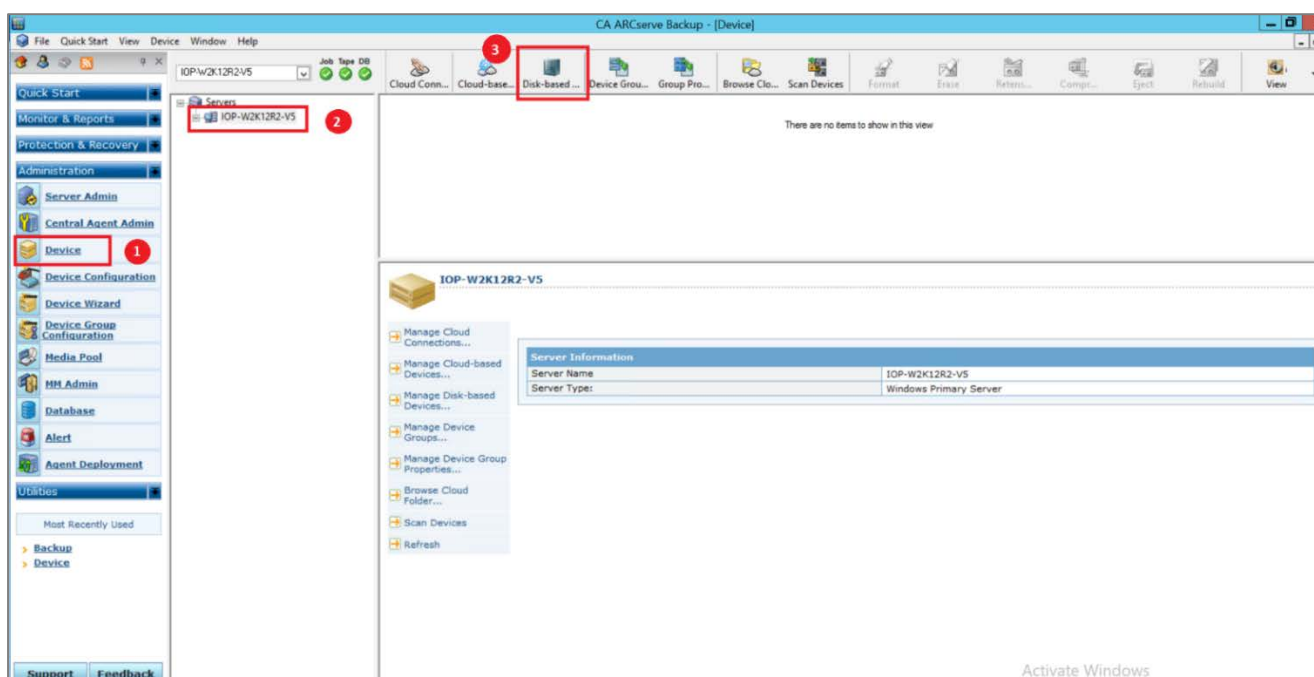 CA ARCserve Backup - [Device]
File Quick Start View Device Window Help
IOP-W2K12R2-V5
Job Tape DB
3
Cloud Conn... Cloud-base... Disk-based ... Device Grou... Group Pro... Browse Clo... Scan Devices Format Erase Retens... Compr... Eject Rebuild View
Quick Start
Monitor & Reports
Protection & Recovery
Administration
Server Admin
Central Agent Admin
Device
1
Device Configuration
Device Wizard
Device Group
Configuration
Media Pool
MM Admin
Database
Alert
Agent Deployment
Utilities
Most Recently Used
Backup
Device
Support Feedback
Servers
IOP-W2K12R2-V5
2
There are no items to show in this view
IOP-W2K12R2-V5
Manage Cloud
Connections...
Manage Cloud-based
Devices...
Manage Disk-based
Devices...
Manage Device
Groups...
Manage Device Group
Properties...
Browse Cloud
Folder...
Scan Devices
Refresh
Server Information
Server Name IOP-W2K12R2-V5
Server Type: Windows Primary Server
Activate Windows